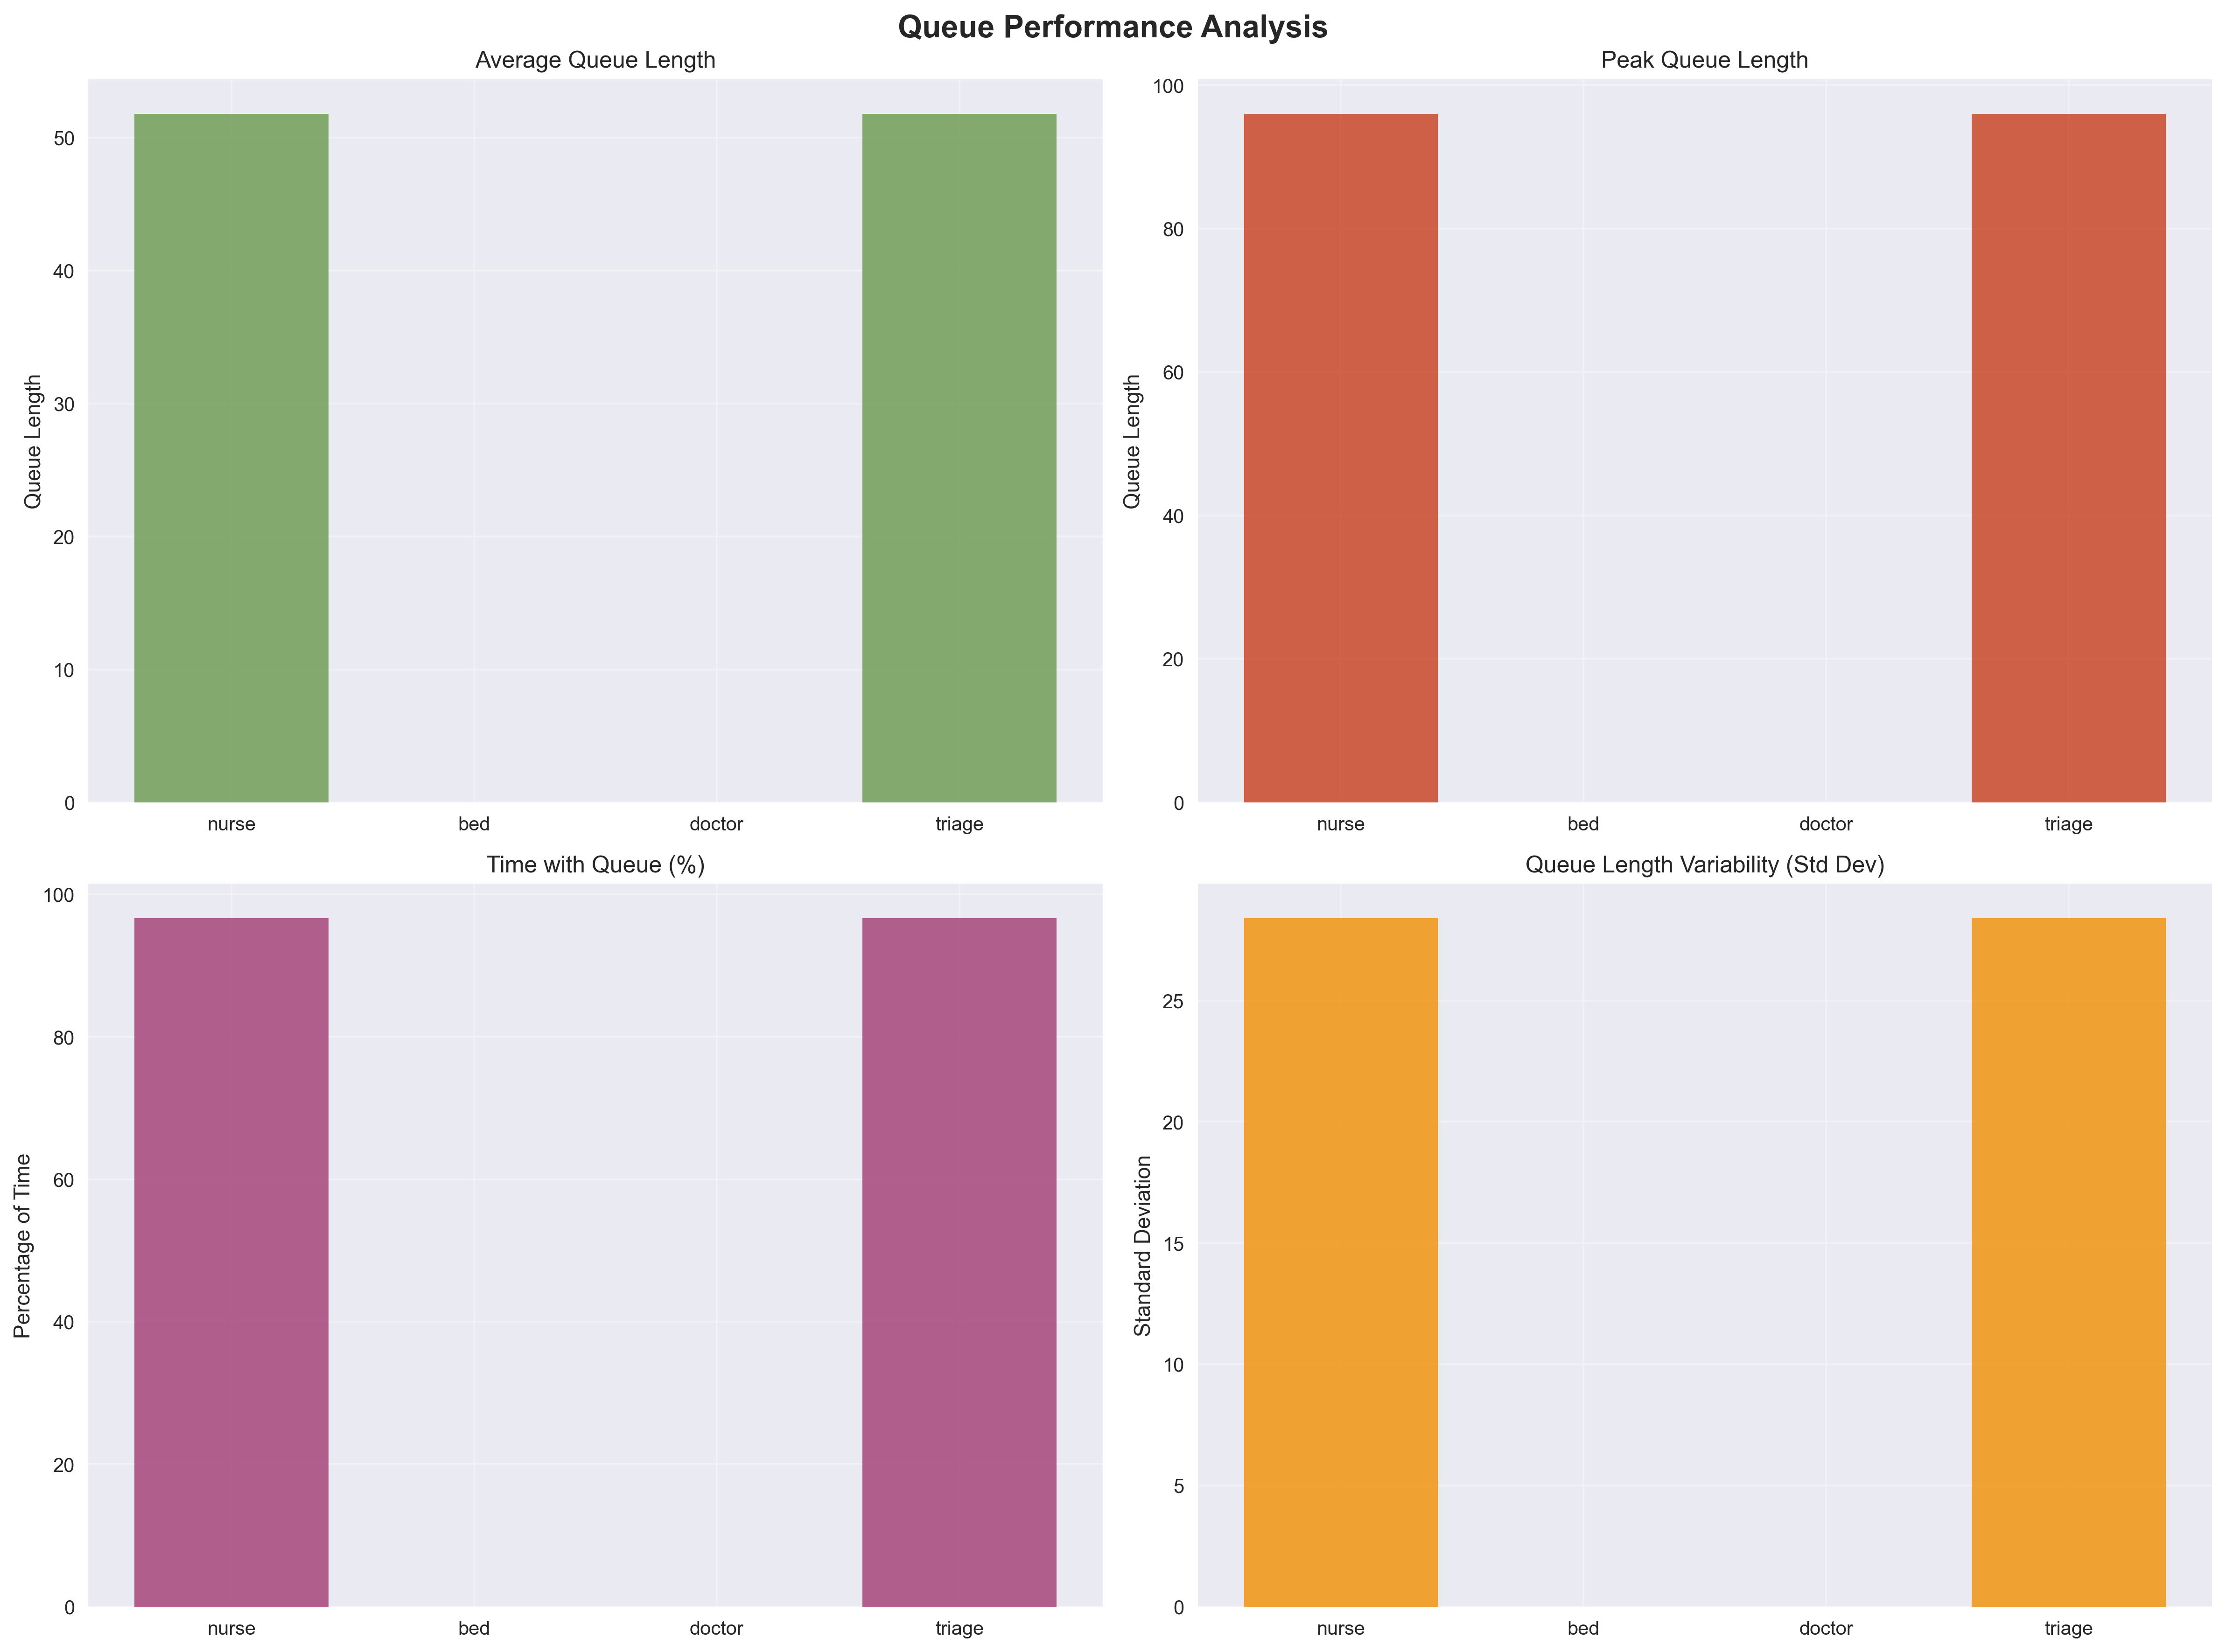 Queue Performance Analysis
Average Queue Length
Queue Length
50
40
30
20
10
0
nurse bed doctor triage
Peak Queue Length
Queue Length
100
80
60
40
20
0
nurse bed doctor triage
Time with Queue (%)
Percentage of Time
100
80
60
40
20
0
nurse bed doctor triage
Queue Length Variability (Std Dev)
Standard Deviation
25
20
15
10
5
0
nurse bed doctor triage